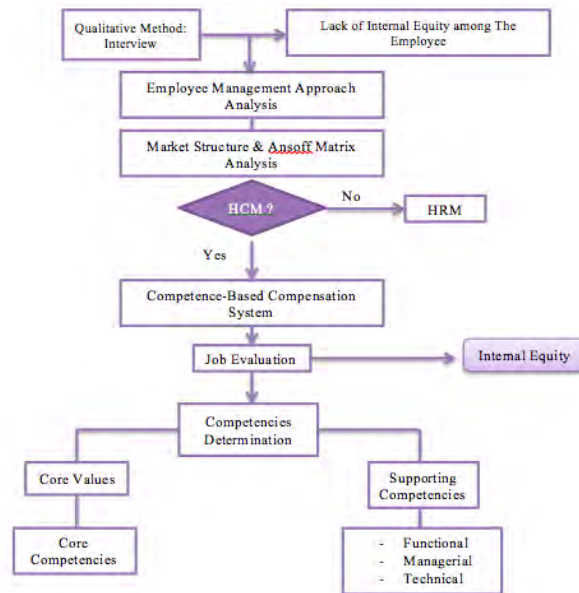 Qualitative Method:
Interview
Lack of Internal Equity among The
Employee
Employee Management Approach
Analysis
Market Structure & Ansoff Matrix
Analysis
HCM ?
No
HRM
Yes
Competence-Based Compensation
System
Job Evaluation
Internal Equity
Competencies
Determination
Core Values
Supporting
Competencies
Core
Competencies
- Functional
- Managerial
- Technical